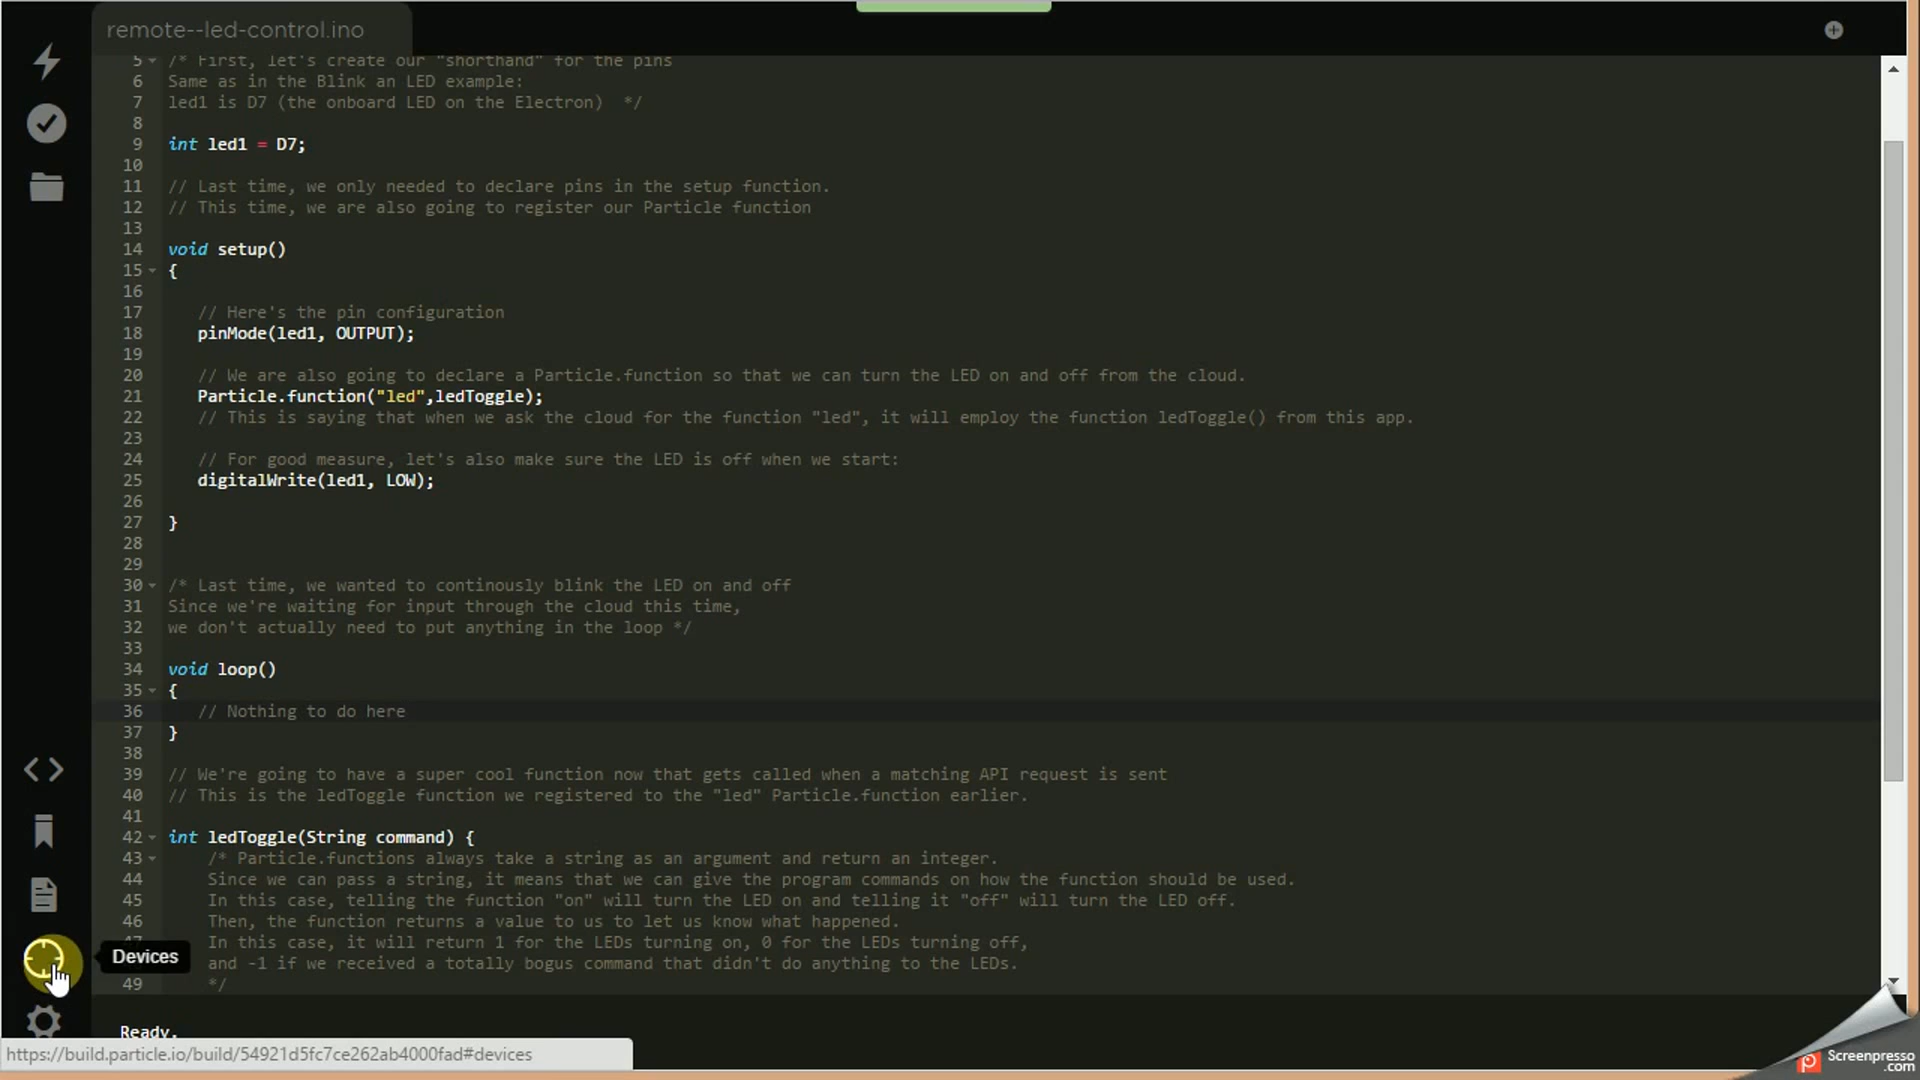 remote--led-control.ino
5 /* First, let's create our "shorthand" for the pins
6 Same as in the Blink an LED example:
7 led1 is D7 (the onboard LED on the Electron)  */
8
9 int led1 = D7;
10
11 // Last time, we only needed to declare pins in the setup function.
12 // This time, we are also going to register our Particle function
13
14 void setup()
15 {
16
17 // Here's the pin configuration
18 pinMode(led1, OUTPUT);
19
20 // We are also going to declare a Particle.function so that we can turn the LED on and off from the cloud.
21 Particle.function("led",ledToggle);
22 // This is saying that when we ask the cloud for the function "led", it will employ the function ledToggle() from this app.
23
24 // For good measure, let's also make sure the LED is off when we start:
25 digitalWrite(led1, LOW);
26
27 }
28
29
30 /* Last time, we wanted to continously blink the LED on and off
31 Since we're waiting for input through the cloud this time,
32 we don't actually need to put anything in the loop */
33
34 void loop()
35 {
36 // Nothing to do here
37 }
38
39 // We're going to have a super cool function now that gets called when a matching API request is sent
40 // This is the ledToggle function we registered to the "led" Particle.function earlier.
41
42 int ledToggle(String command) {
43 /* Particle.functions always take a string as an argument and return an integer.
44 Since we can pass a string, it means that we can give the program commands on how the function should be used.
45 In this case, telling the function "on" will turn the LED on and telling it "off" will turn the LED off.
46 Then, the function returns a value to us to let us know what happened.
In this case, it will return 1 for the LEDs turning on, 0 for the LEDs turning off,
Devices
and -1 if we received a totally bogus command that didn't do anything to the LEDs.
49 */
Ready.
https://build.particle.io/build/54921d5fc7ce262ab4000fad#devices
Screenpresso
.com